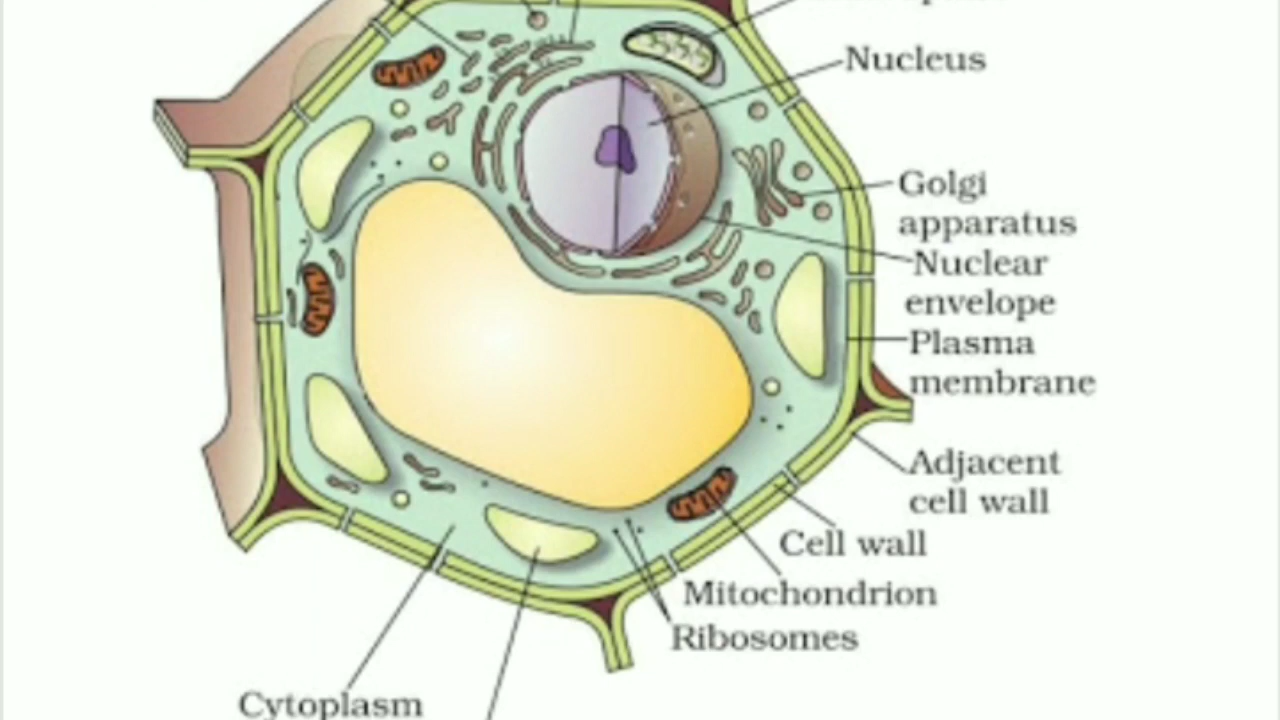 Nucleus
Golgi
apparatus
Nuclear
envelope
Plasma
membrane
Adjacent
cell wall
Cell wall
Mitochondrion
Ribosomes
Cytoplasm